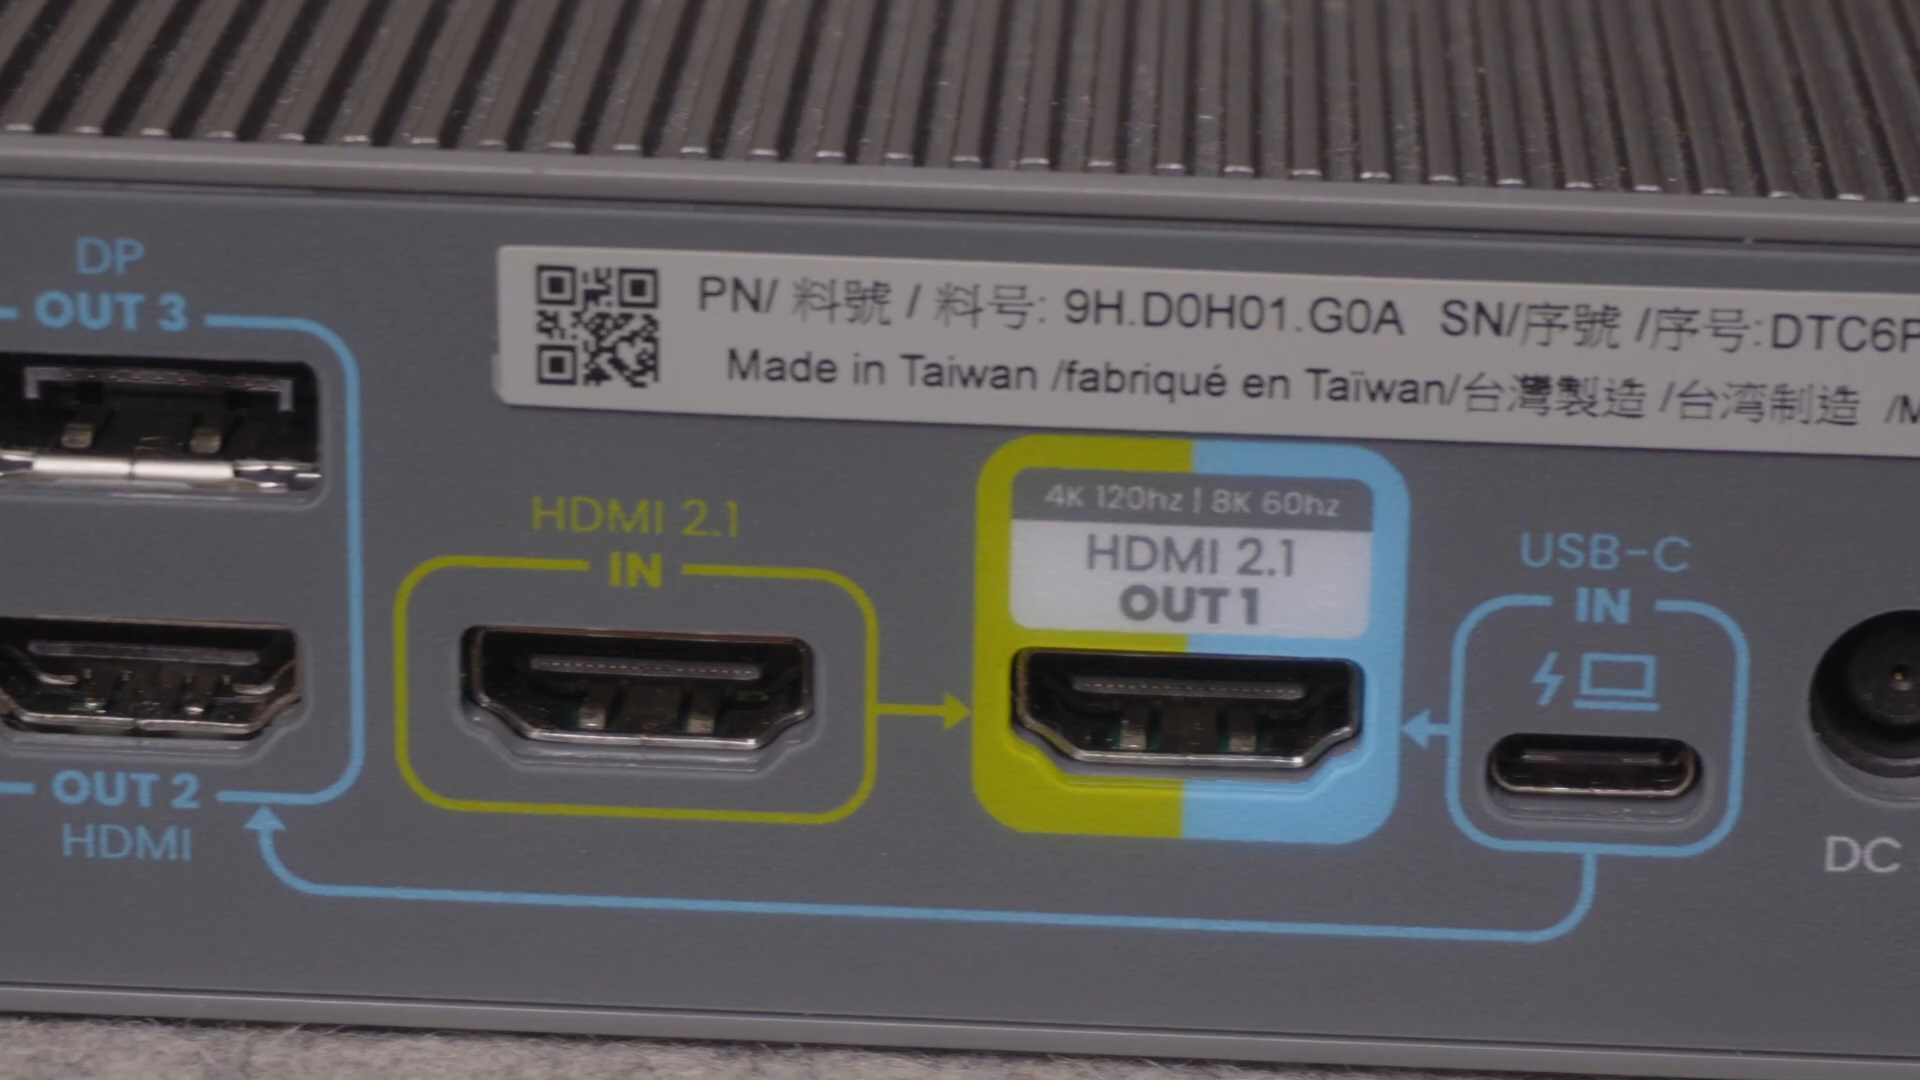 DP
OUT 3
PN/ 料號 / 料号: 9H.D0H01.G0A SN/序號 /序号: DTC6
Made in Taiwan /fabriqué en Taïwan/台灣製造 /台湾制造 /M
HDMI 2.1
IN
4K 120hz | 8K 60hz
HDMI 2.1
OUT 1
USB-C
IN
OUT 2
HDMI
DC